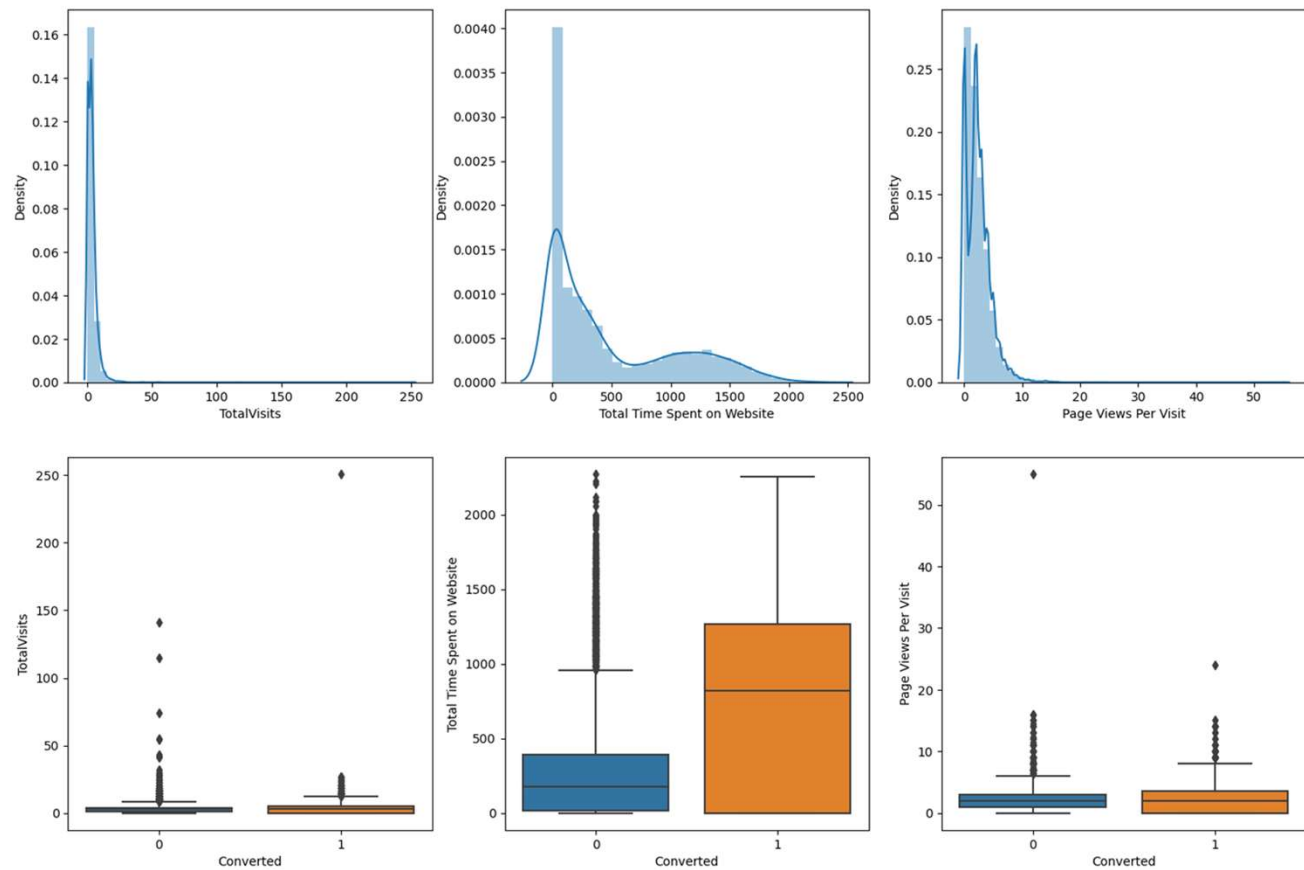 0.16
0.14
0.12
0.10
0.08
0.06
0.04
0.02
0.00
Density
0 50 100 150 200 250
TotalVisits
0.0040
0.0035
0.0030
0.0025
0.0020
0.0015
0.0010
0.0005
0.0000
Density
0 500 1000 1500 2000 2500
Total Time Spent on Website
0.25
0.20
0.15
0.10
0.05
0.00
Density
0 10 20 30 40 50
Page Views Per Visit
250
200
150
100
50
0
TotalVisits
0 1
Converted
2000
1500
1000
500
0
Total Time Spent on Website
0 1
Converted
50
40
30
20
10
0
Page Views Per Visit
0 1
Converted